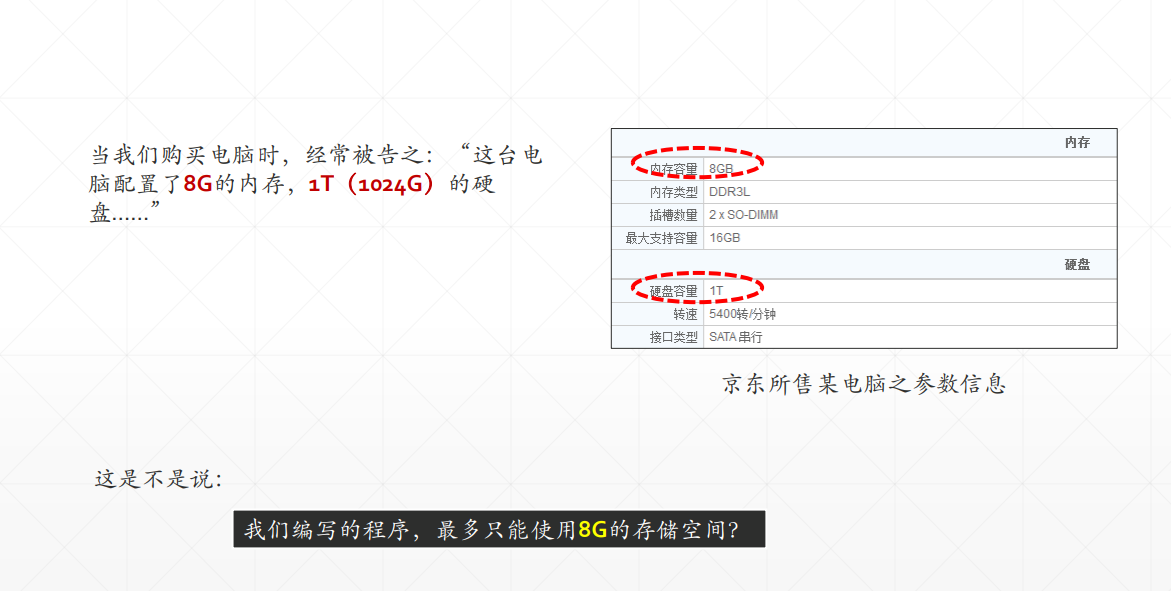 当我们购买电脑时，经常被告之：“这台电
脑配置了8G的内存，1T（1024G）的硬
盘……”
内存
内存容量 8GB
内存类型 DDR3L
插槽数量 2 x SO-DIMM
最大支持容量 16GB
硬盘
硬盘容量 1T
转速 5400转/分钟
接口类型 SATA 串行
京东所售某电脑之参数信息
这是不是说：
我们编写的程序，最多只能使用8G的存储空间？